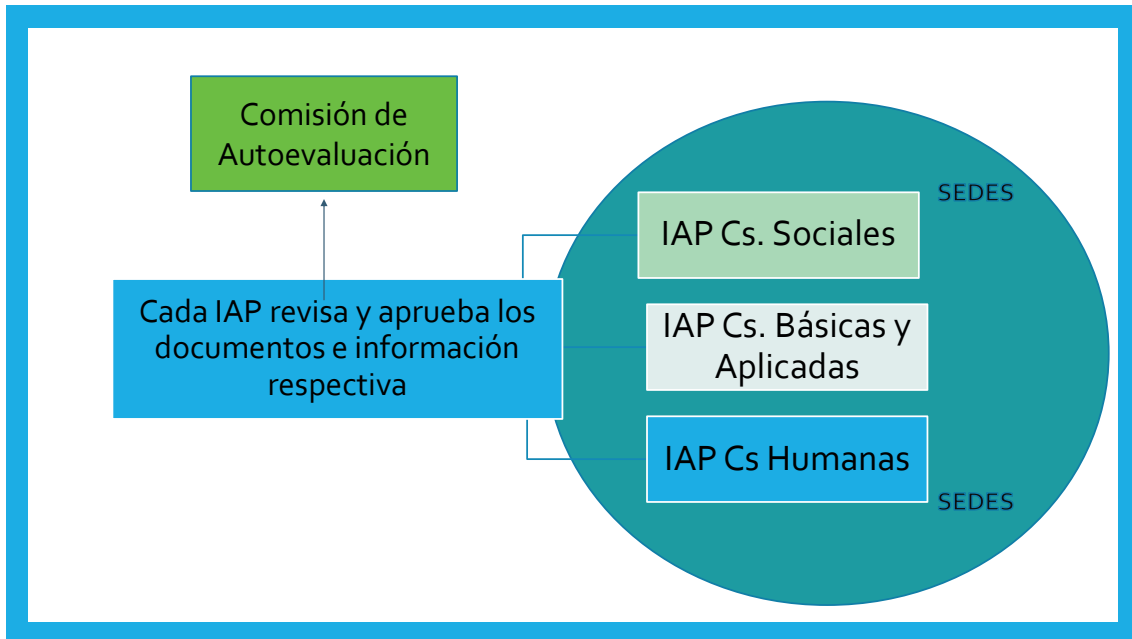 Comisión de
Autoevaluación
SEDES
IAP Cs. Sociales
Cada IAP revisa y aprueba los
documentos e información
respectiva
IAP Cs. Básicas y
Aplicadas
IAP Cs Humanas
SEDES